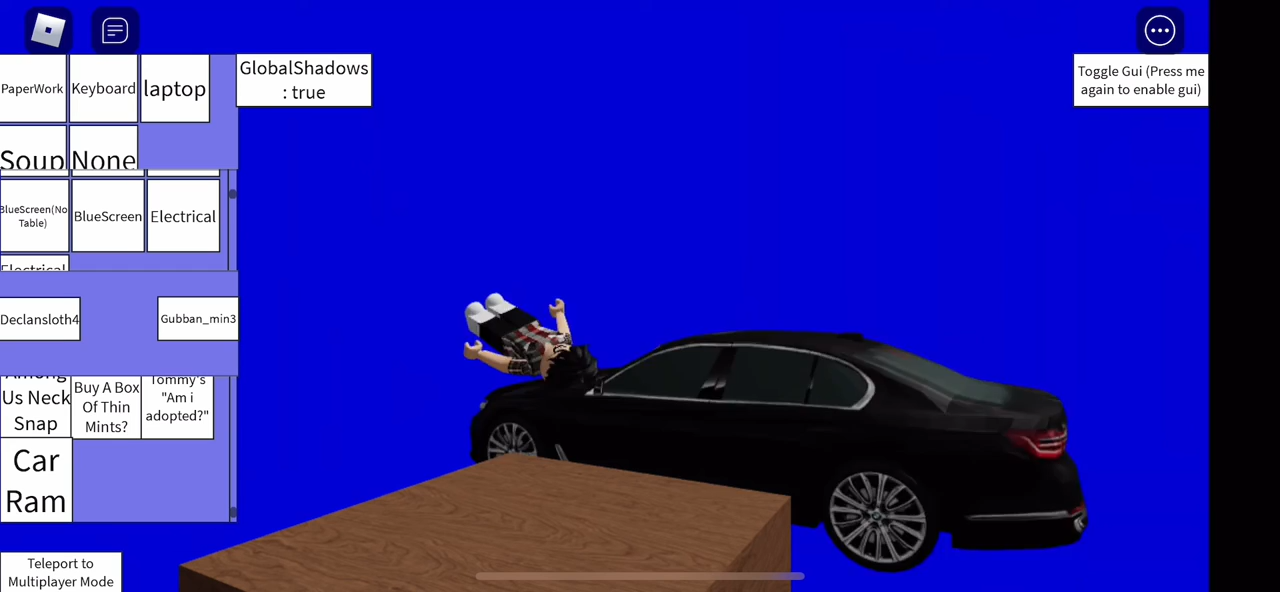 PaperWork
Keyboard
laptop
GlobalShadows
: true
Toggle Gui (Press me
again to enable gui)
Soup
None
BlueScreen(No
Table)
BlueScreen
Electrical
Electrical
Declansloth4
Gubban_min3
Among
Us Neck
Snap
Buy A Box
Of Thin
Mints?
Tommy's
"Am i
adopted?"
Car
Ram
Teleport to
Multiplayer Mode